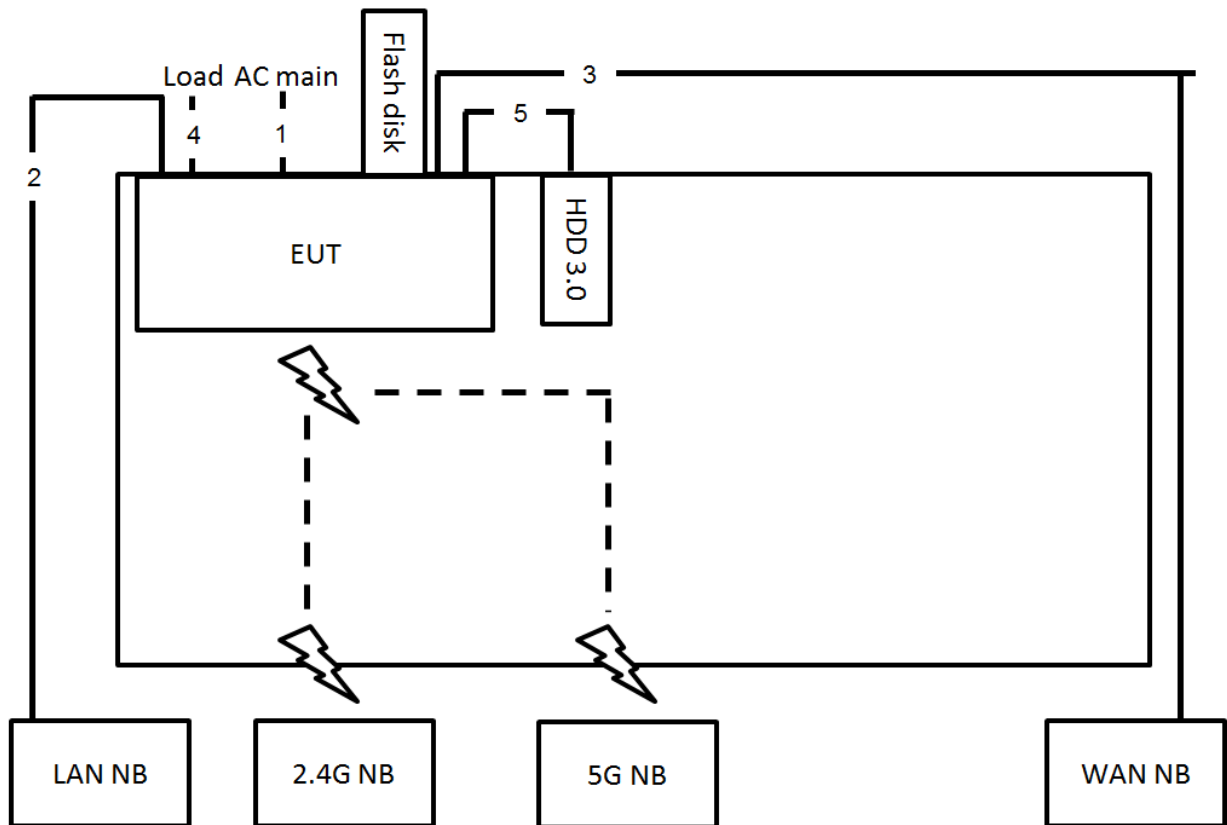 Flash disk
3
Load AC main
5
4
1
2
EUT
HDD 3.0
LAN NB
2.4G NB
5G NB
WAN NB